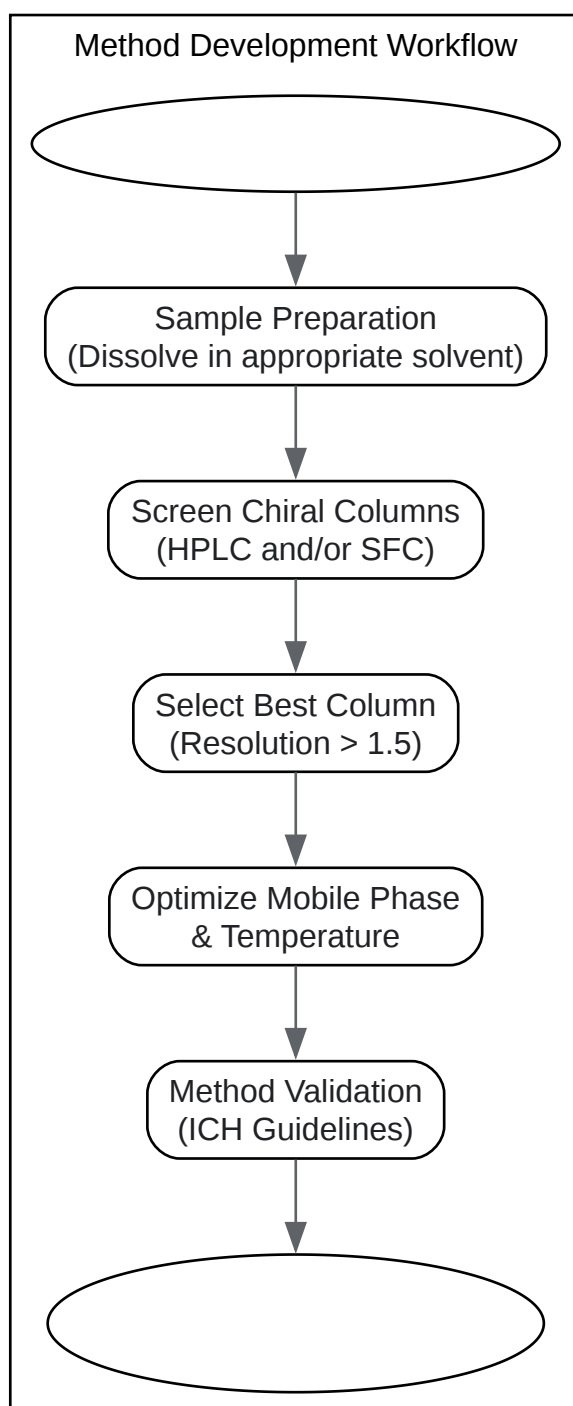 Method Development Workflow
Sample Preparation
(Dissolve in appropriate solvent)
Screen Chiral Columns
(HPLC and/or SFC)
Select Best Column
(Resolution > 1.5)
Optimize Mobile Phase
& Temperature
Method Validation
(ICH Guidelines)